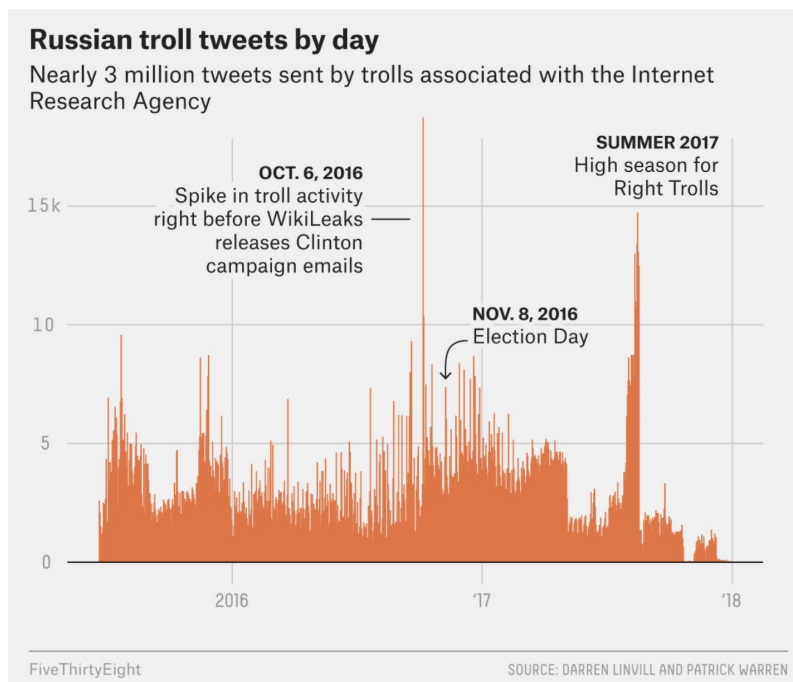 Russian troll tweets by day
Nearly 3 million tweets sent by trolls associated with the Internet
Research Agency
OCT. 6, 2016
Spike in troll activity
right before WikiLeaks
releases Clinton
campaign emails
SUMMER 2017
High season for
Right Trolls
15k
NOV. 8, 2016
Election Day
10
5
0
2016
'17
'18
FiveThirtyEight
SOURCE: DARREN LINVILL AND PATRICK WARREN